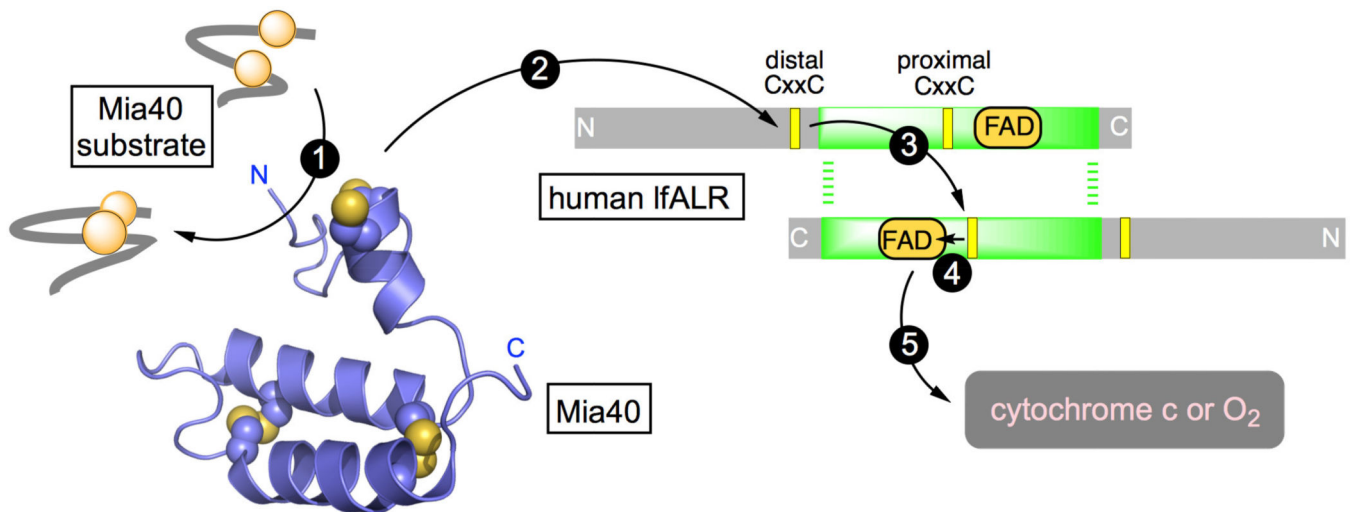 2
distal
CxxC
proximal
CxxC
Mia40
substrate
1
N
N
FAD
C
3
human lfALR
C
FAD
N
4
C
5
Mia40
cytochrome c or O₂